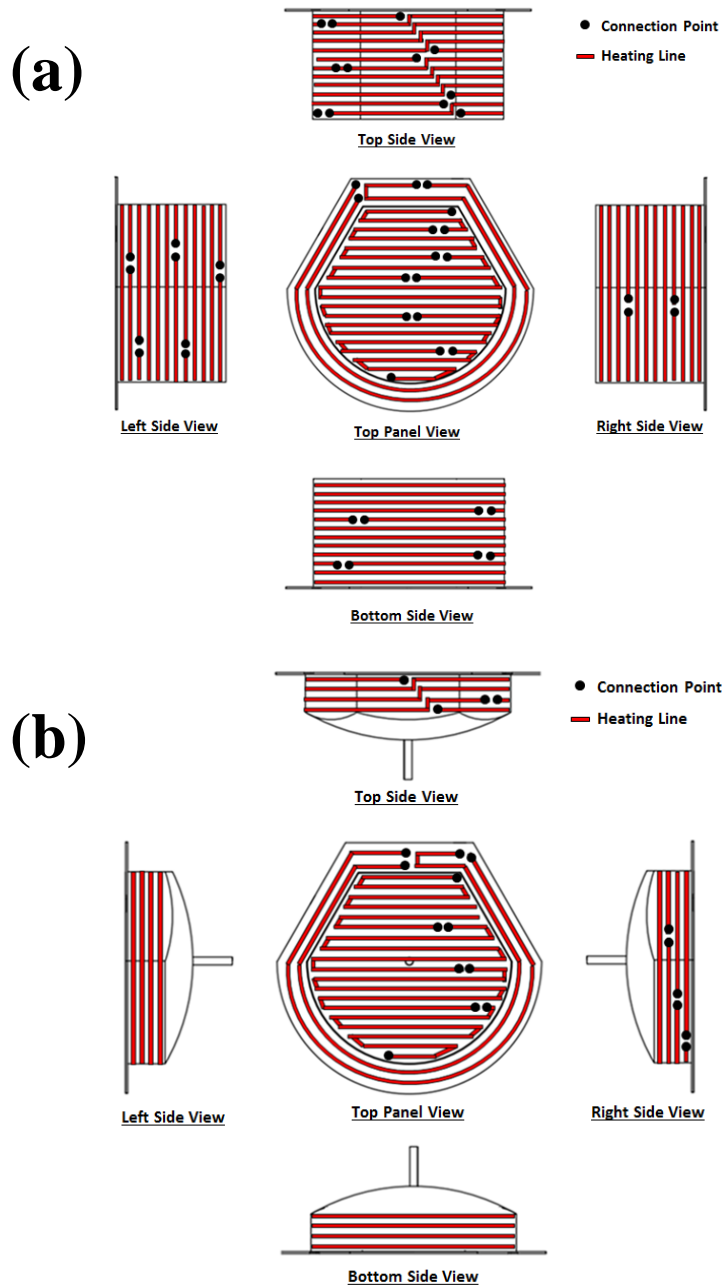 (a)
Connection Point
Heating Line
Top Side View
Left Side View
Top Panel View
Right Side View
Bottom Side View
(b)
Connection Point
Heating Line
Top Side View
Left Side View
Top Panel View
Right Side View
Bottom Side View